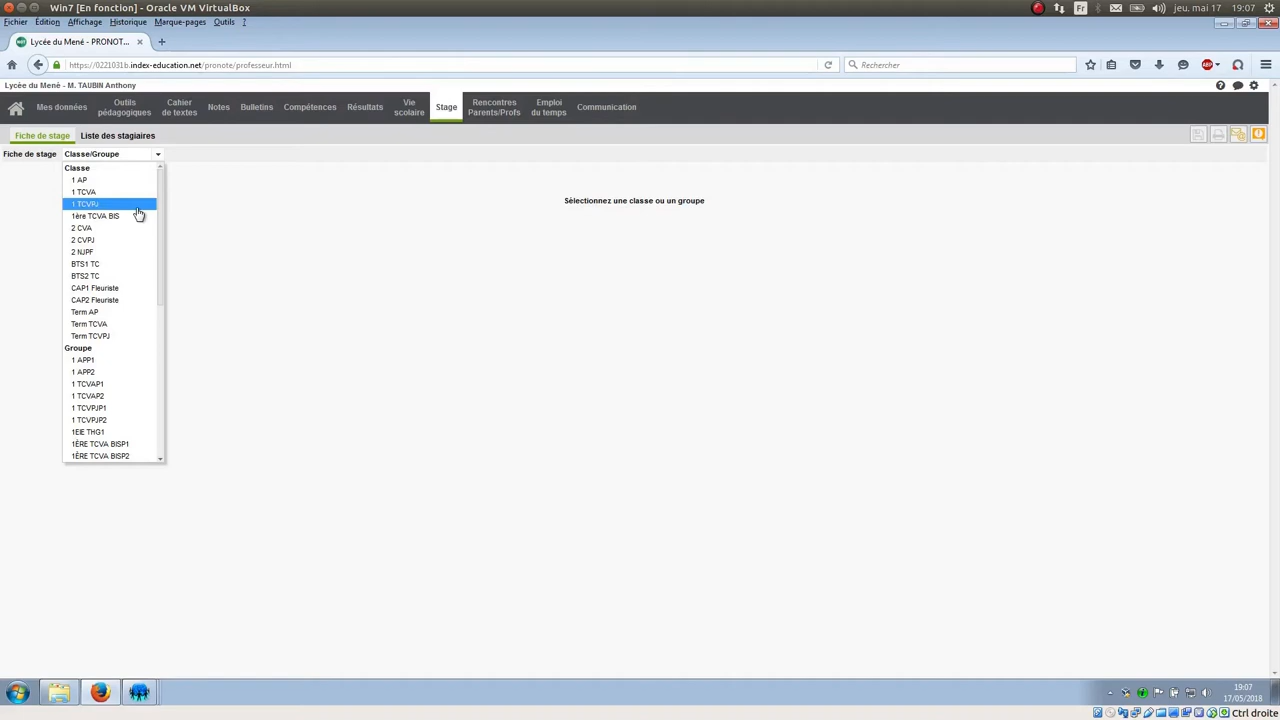 Win7 [En fonction] - Oracle VM VirtualBox
Fr
jeu. mai 17
19:07
Fichier Édition Affichage Historique Marque-pages Outils ?
Lycée du Mené - PRONOT...
https://0221031b.index-education.net/pronote/professeur.html
Rechercher
ABP
Lycée du Mené - M. TAUBIN Anthony
Mes données
Outils pédagogiques
Cahier de textes
Notes
Bulletins
Compétences
Résultats
Vie scolaire
Stage
Rencontres Parents/Profs
Emploi du temps
Communication
Fiche de stage
Liste des stagiaires
Fiche de stage
Classe/Groupe
Classe
1 AP
1 TCVA
1 TCVPJ
1ère TCVA BIS
2 CVA
2 CVPJ
2 NJPF
BTS1 TC
BTS2 TC
CAP1 Fleuriste
CAP2 Fleuriste
Term AP
Term TCVA
Term TCVPJ
Groupe
1 APP1
1 APP2
1 TCVAP1
1 TCVAP2
1 TCVPJP1
1 TCVPJP2
1EIE THG1
1ÈRE TCVA BISP1
1ÈRE TCVA BISP2
Sélectionnez une classe ou un groupe
19:07
17/05/2018
Ctrl droite